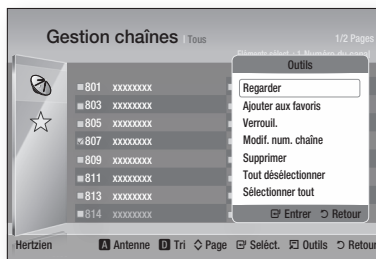 Gestion chaînes | Tous
1/2 Pages
Outils
801 xxxxxxxx
803 xxxxxxxx
805 xxxxxxxx
807 xxxxxxxx
809 xxxxxxxx
811 xxxxxxxx
813 xxxxxxxx
814 xxxxxxxx
Regarder
Ajouter aux favoris
Verrouil.
Modif. num. chaîne
Supprimer
Tout désélectionner
Sélectionner tout
Entrer Retour
Hertzien A Antenne D Tri Page Seléct. Outils Retour